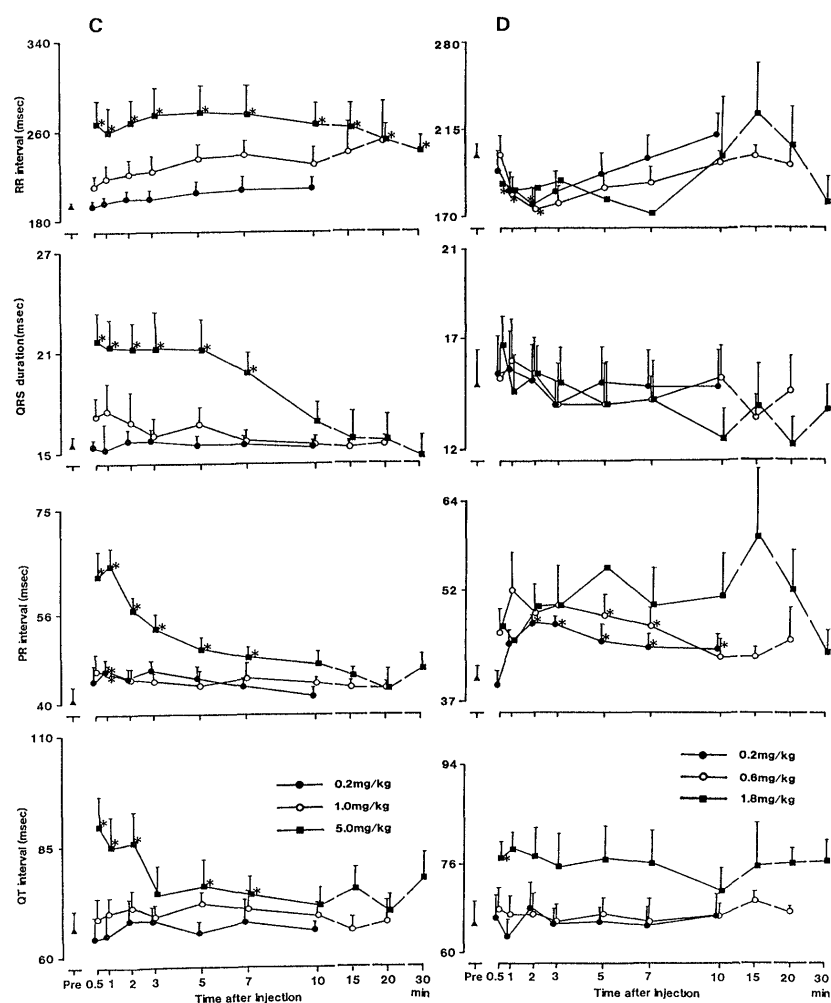 C
D
340
260
180
RR interval (msec)
280
215
170
27
21
15
QRS duration(msec)
21
17
12
75
56
40
PR interval (msec)
64
52
37
110
85
60
QT interval (msec)
0.2mg/kg
1.0mg/kg
5.0mg/kg
94
76
60
0.2mg/kg
0.6mg/kg
1.8mg/kg
Pre 0.5 1 2 3 5 7 10 15 20 30
Time after Injection
min
Pre 0.5 1 2 3 5 7 10 15 20 30
Time after Injection
min